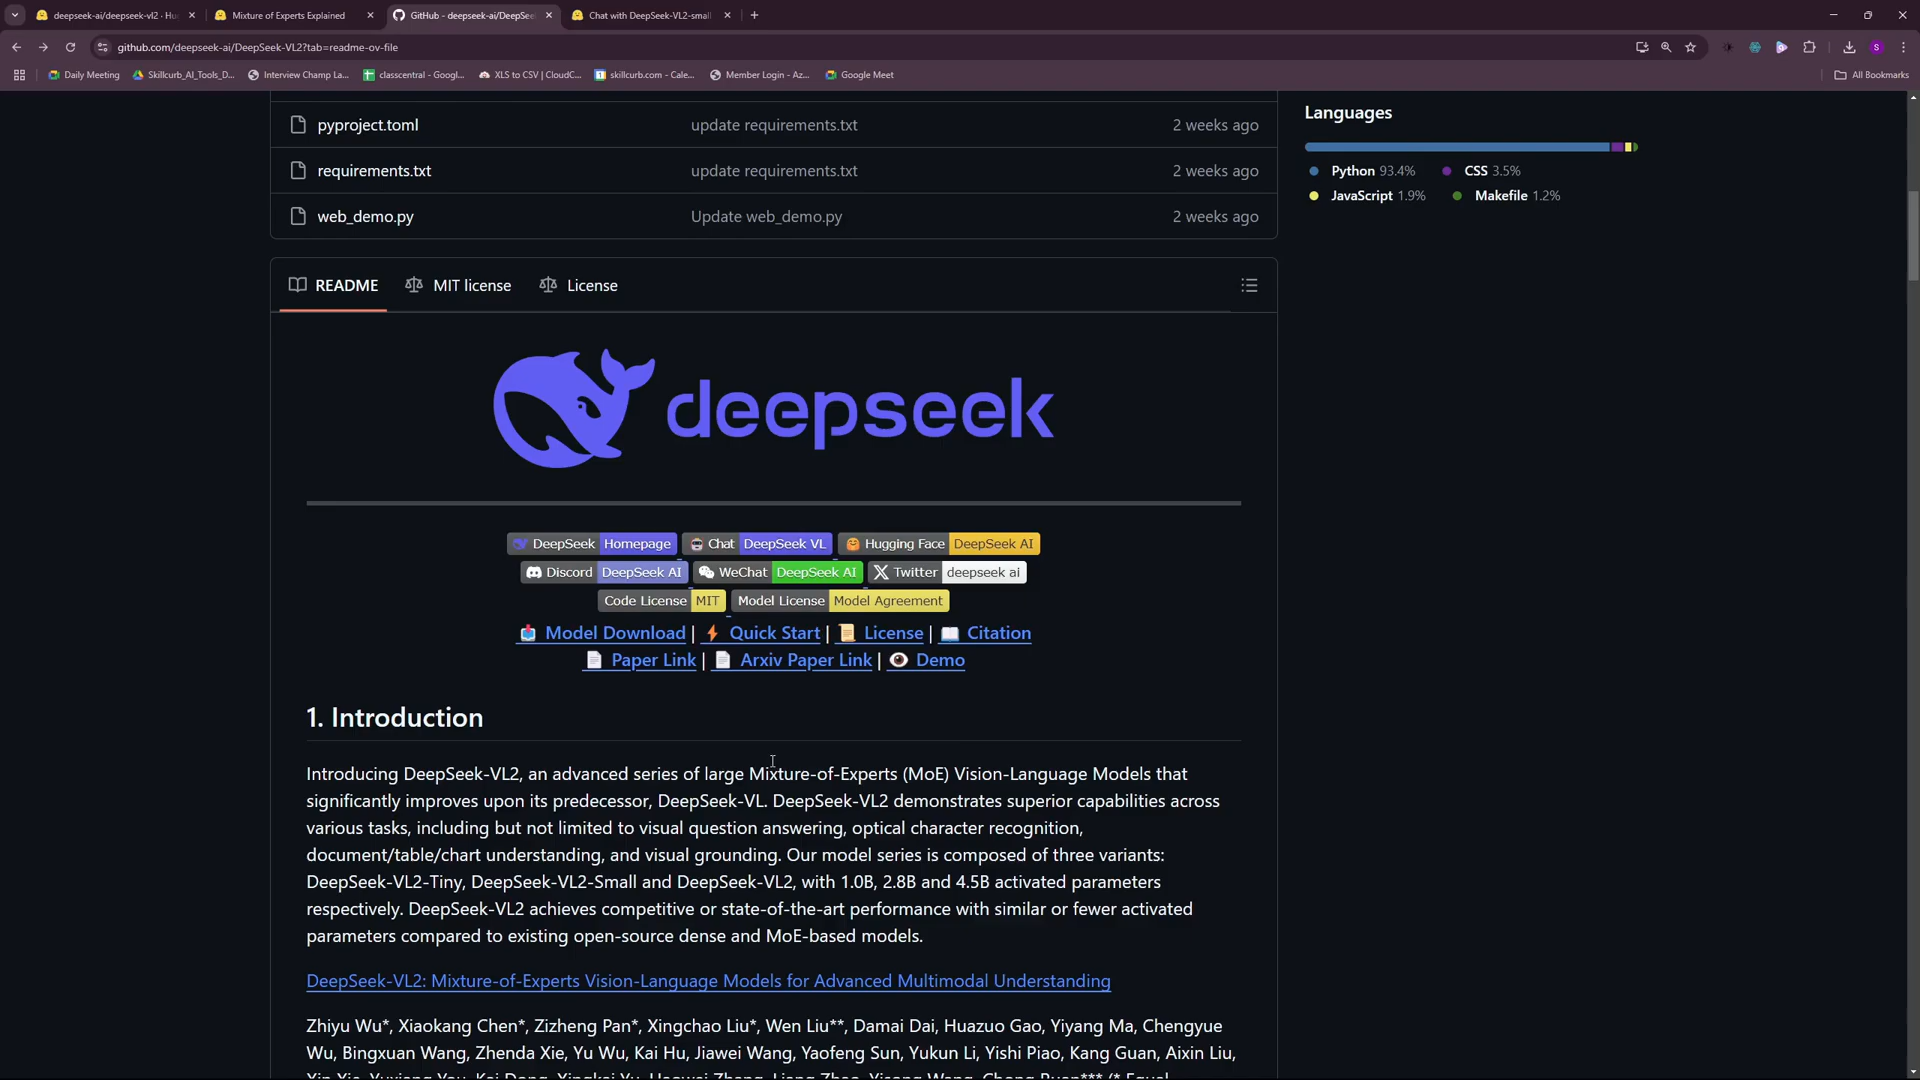 deepseek-ai/deepseek-vl2 · Hu
Mixture of Experts Explained
GitHub - deepseek-ai/DeepSee
Chat with DeepSeek-VL2-small
github.com/deepseek-ai/DeepSeek-VL2?tab=readme-ov-file
Daily Meeting
Skillcurb_AI_Tools_D...
Interview Champ La...
classcentral - Googl...
XLS to CSV | CloudC...
skillcurb.com - Cale...
Member Login - Az...
Google Meet
All Bookmarks
pyproject.toml update requirements.txt 2 weeks ago
requirements.txt update requirements.txt 2 weeks ago
web_demo.py Update web_demo.py 2 weeks ago
Languages
Python 93.4% CSS 3.5%
JavaScript 1.9% Makefile 1.2%
README MIT license License
deepseek
DeepSeek Homepage Chat DeepSeek VL Hugging Face DeepSeek AI
Discord DeepSeek AI WeChat DeepSeek AI Twitter deepseek ai
Code License MIT Model License Model Agreement
Model Download | Quick Start | License | Citation
Paper Link | Arxiv Paper Link | Demo
1. Introduction
Introducing DeepSeek-VL2, an advanced series of large Mixture-of-Experts (MoE) Vision-Language Models that
significantly improves upon its predecessor, DeepSeek-VL. DeepSeek-VL2 demonstrates superior capabilities across
various tasks, including but not limited to visual question answering, optical character recognition,
document/table/chart understanding, and visual grounding. Our model series is composed of three variants:
DeepSeek-VL2-Tiny, DeepSeek-VL2-Small and DeepSeek-VL2, with 1.0B, 2.8B and 4.5B activated parameters
respectively. DeepSeek-VL2 achieves competitive or state-of-the-art performance with similar or fewer activated
parameters compared to existing open-source dense and MoE-based models.
DeepSeek-VL2: Mixture-of-Experts Vision-Language Models for Advanced Multimodal Understanding
Zhiyu Wu*, Xiaokang Chen*, Zizheng Pan*, Xingchao Liu*, Wen Liu**, Damai Dai, Huazuo Gao, Yiyang Ma, Chengyue
Wu, Bingxuan Wang, Zhenda Xie, Yu Wu, Kai Hu, Jiawei Wang, Yaofeng Sun, Yukun Li, Yishi Piao, Kang Guan, Aixin Liu,